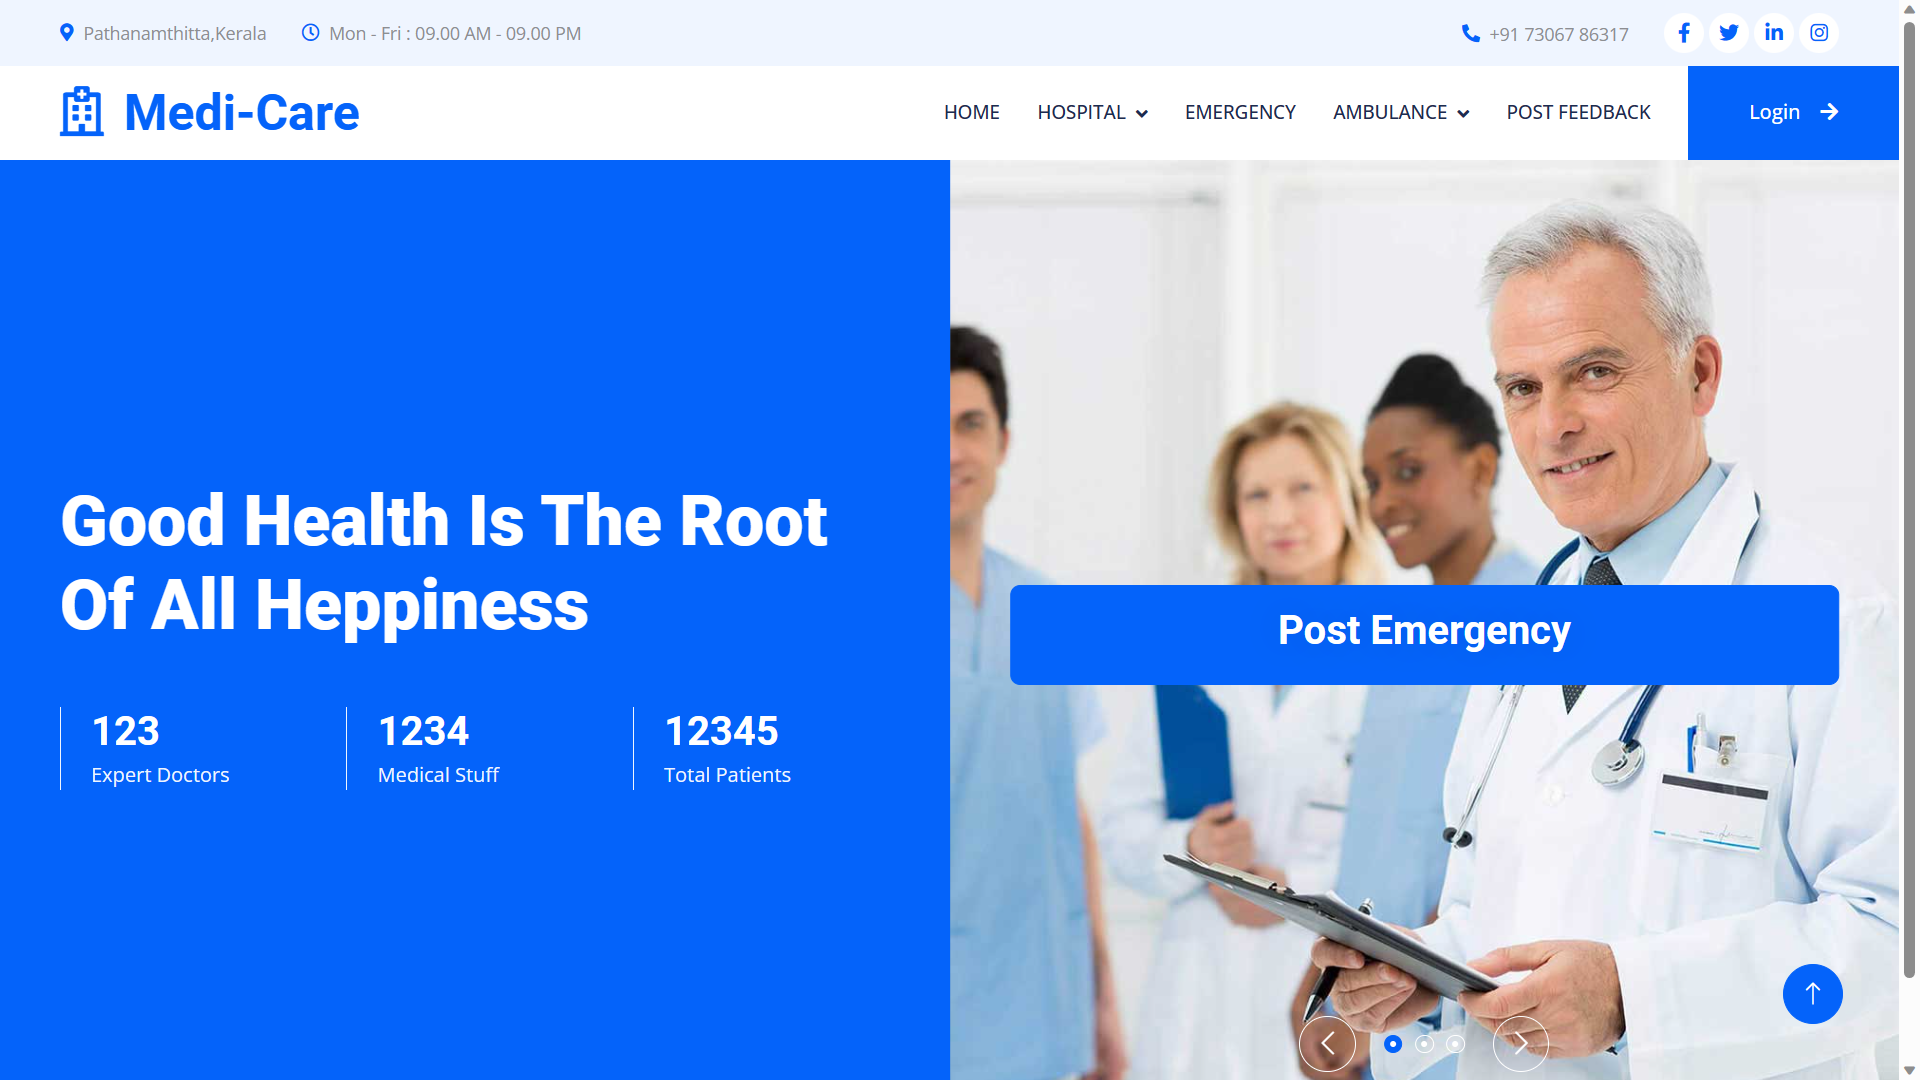 Pathanamthitta,Kerala
Mon - Fri : 09.00 AM - 09.00 PM
+91 73067 86317
Medi-Care
HOME
HOSPITAL
EMERGENCY
AMBULANCE
POST FEEDBACK
Login
Good Health Is The Root
Of All Heppiness
123
Expert Doctors
1234
Medical Stuff
12345
Total Patients
Post Emergency